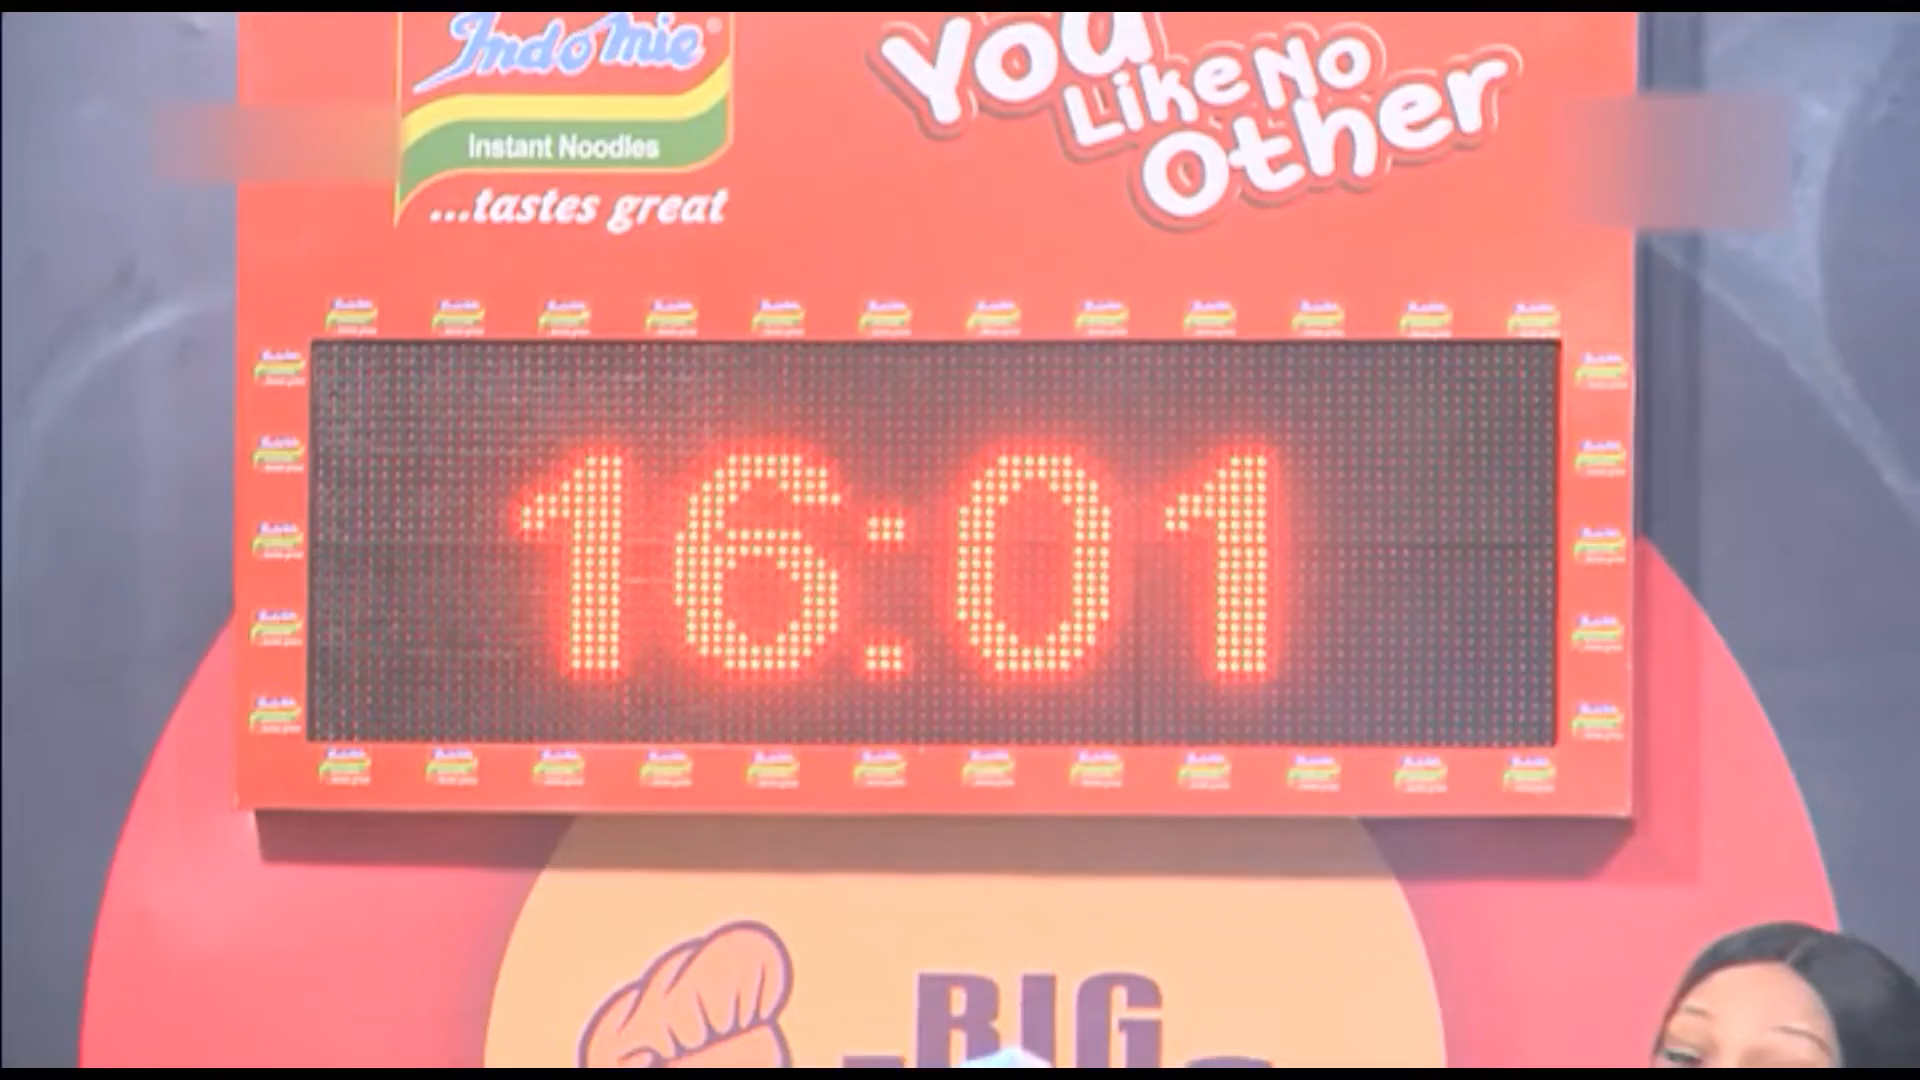 Indomie®
Instant Noodles
...tastes great
You
Like No
Other
16:01
BIG